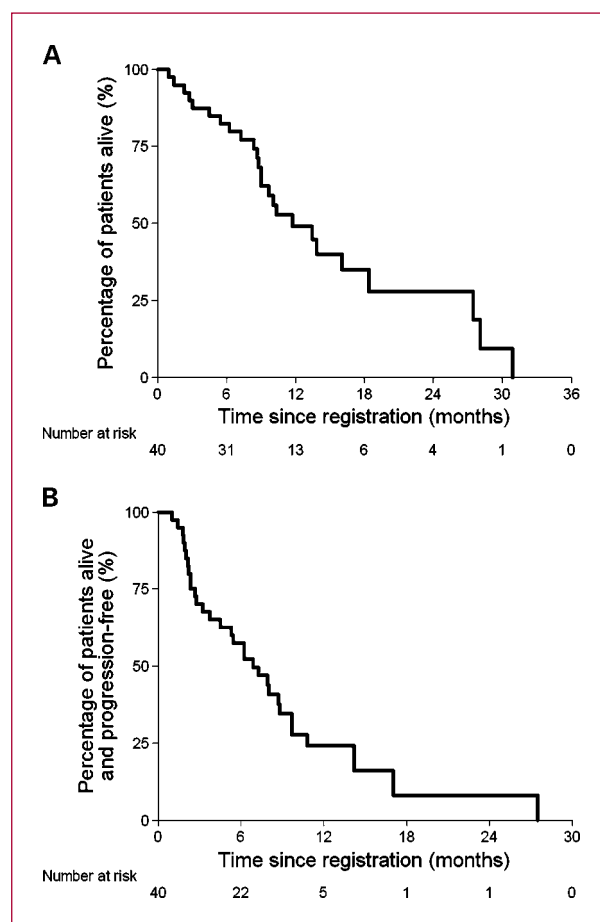 A
Percentage of patients alive (%)
100
75
50
25
0
0 6 12 18 24 30 36
Time since registration (months)
Number at risk
40 31 13 6 4 1 0
B
Percentage of patients alive
and progression-free (%)
100
75
50
25
0
0 6 12 18 24 30
Time since registration (months)
Number at risk
40 22 5 1 1 0